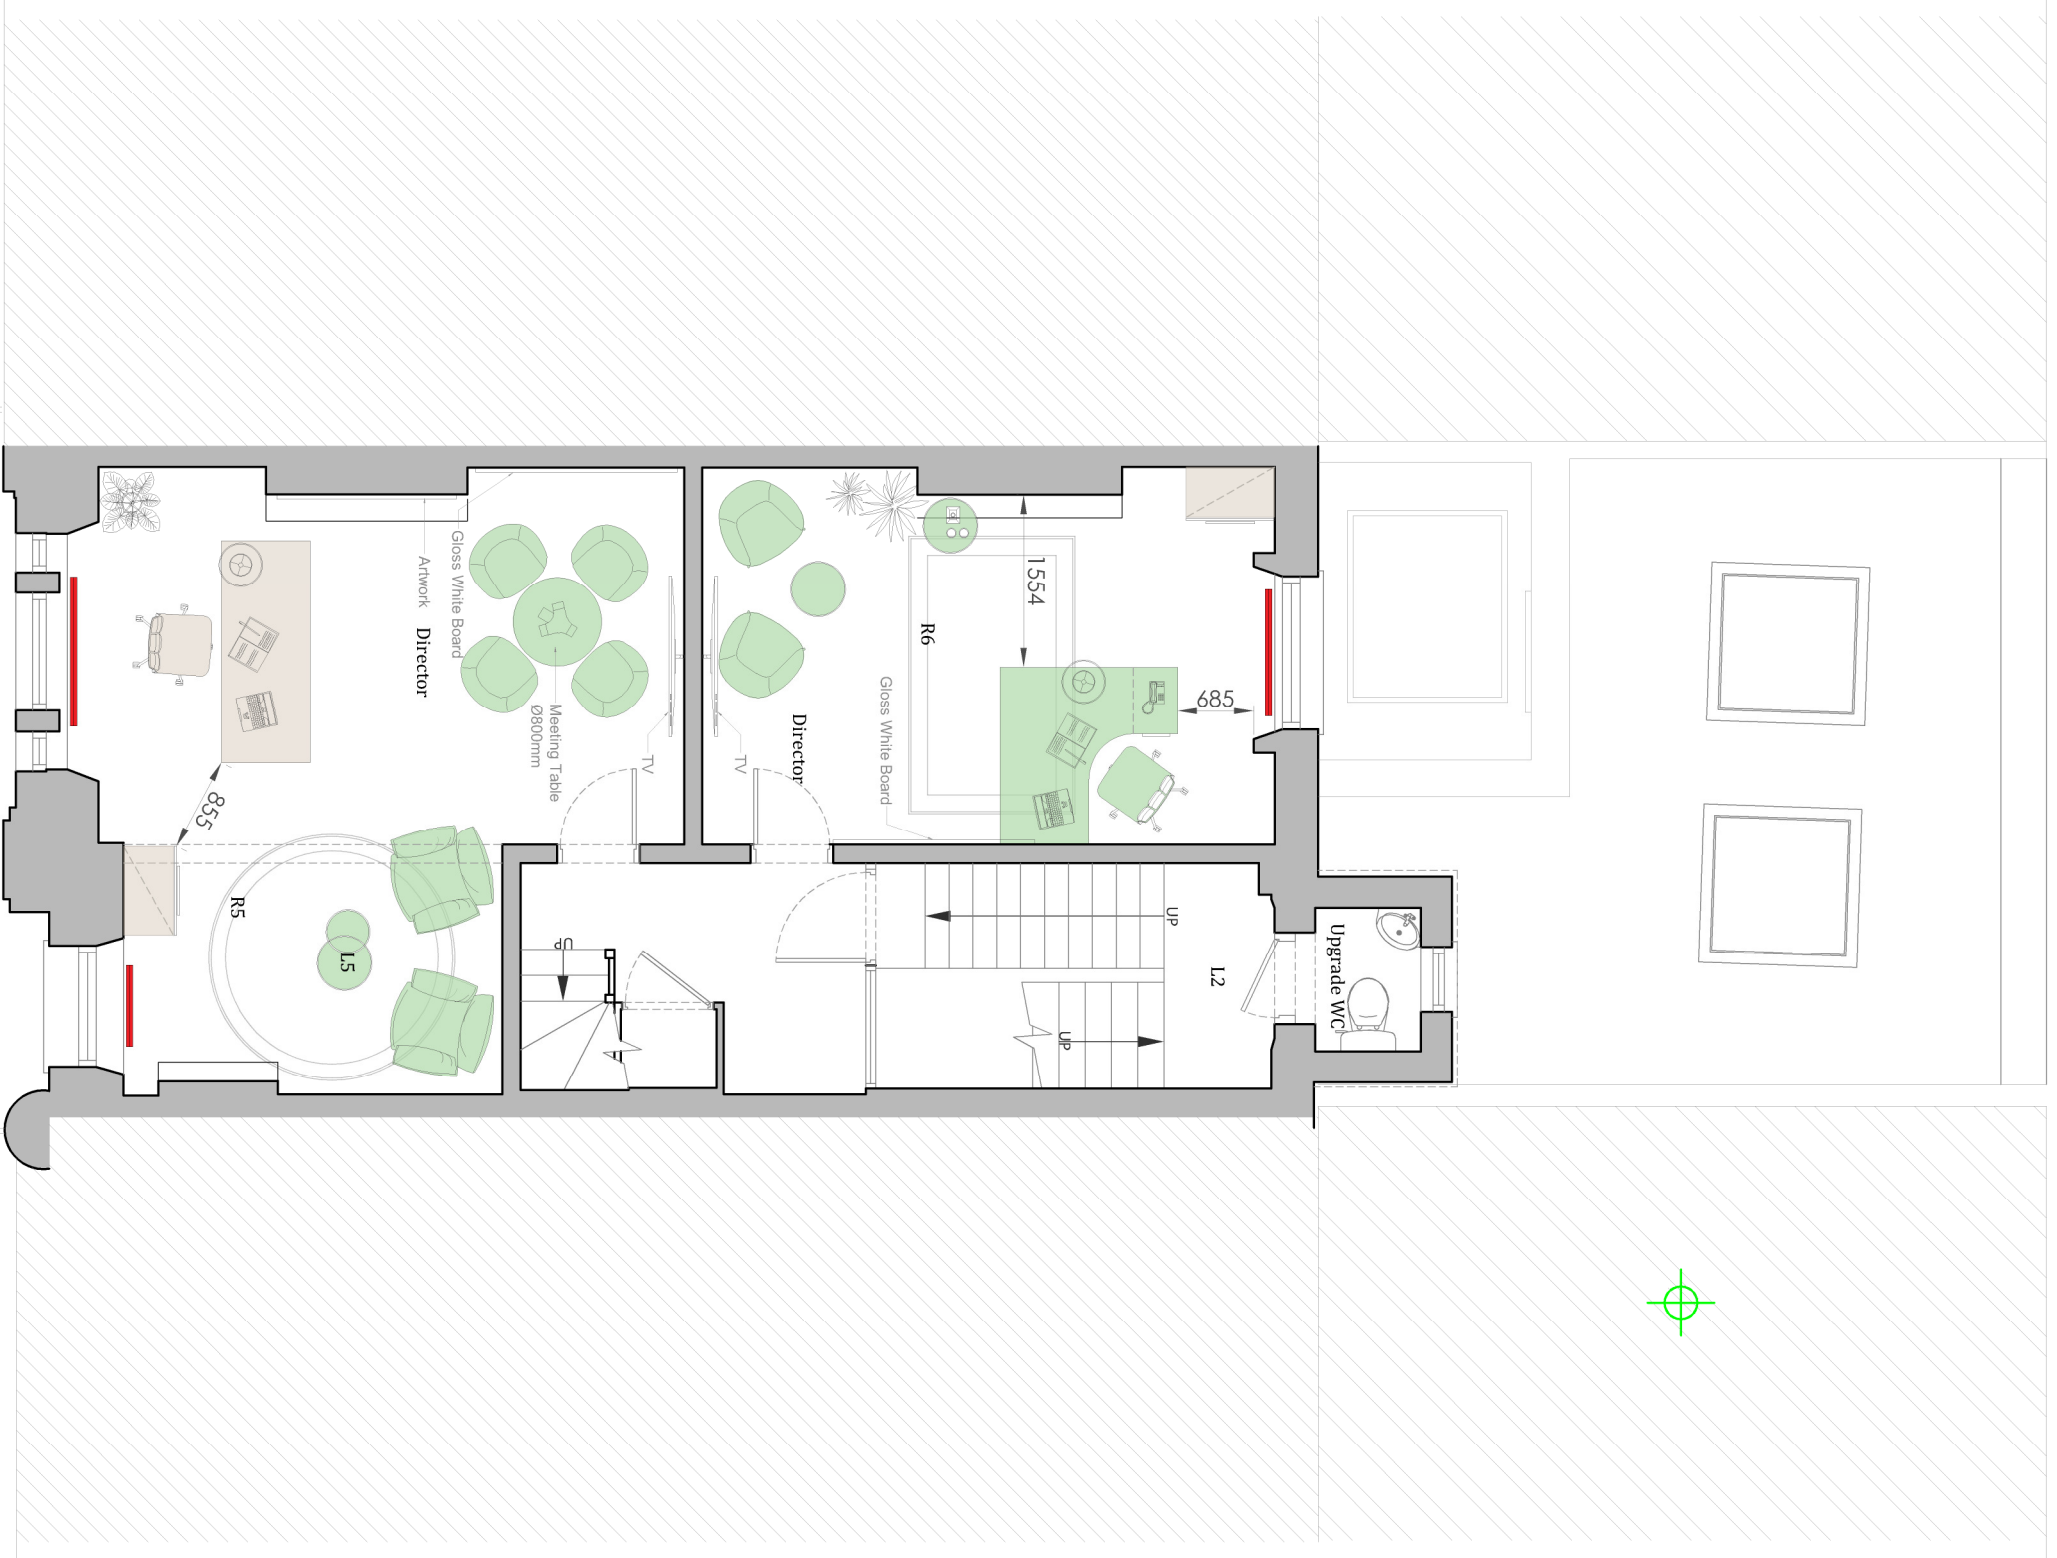 Gloss White Board
Artwork
Director
Meeting Table
Ø800mm
TV
TV
Director
R6
1554
685
Gloss White Board
855
R5
L5
UP
UP
UP
L2
Upgrade WC